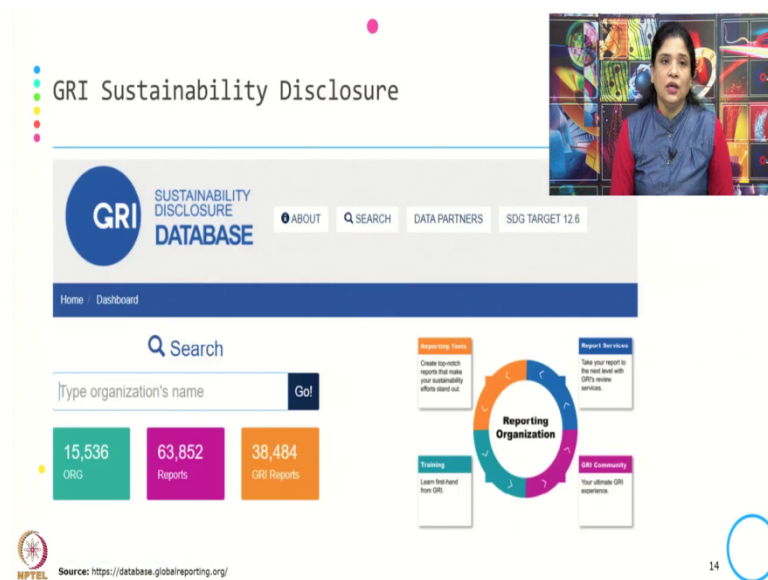 GRI Sustainability Disclosure
GRI
SUSTAINABILITY
DISCLOSURE
DATABASE
ABOUT
SEARCH
DATA PARTNERS
SDG TARGET 12.6
Home / Dashboard
Search
Type organization's name
Go!
15,536
ORG
63,852
Reports
38,484
GRI Reports
Reporting Tools
Create top-notch
reports that make
your sustainability
efforts stand out.
Report Services
Take your report to
the next level with
GRI's review
services.
Reporting
Organization
Training
Learn first-hand
from GRI.
GRI Community
Your ultimate GRI
experience.
NPTEL
Source: https://database.globalreporting.org/
14